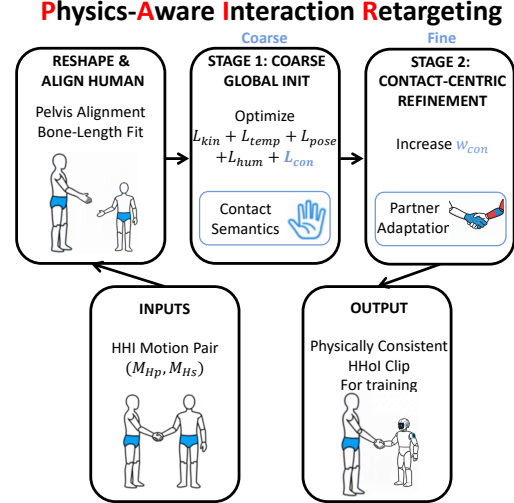 Physics-Aware Interaction Retargeting
Coarse
Fine
RESHAPE &
ALIGN HUMAN
Pelvis Alignment
Bone-Length Fit
STAGE 1: COARSE
GLOBAL INIT
Optimize
L_kin + L_temp + L_pose
+L_hum + L_con
Contact
Semantics
STAGE 2:
CONTACT-CENTRIC
REFINEMENT
Increase w_con
Partner
Adaptatior
INPUTS
HHI Motion Pair
(M_Hp, M_Hs)
OUTPUT
Physically Consistent
HHoI Clip
For training